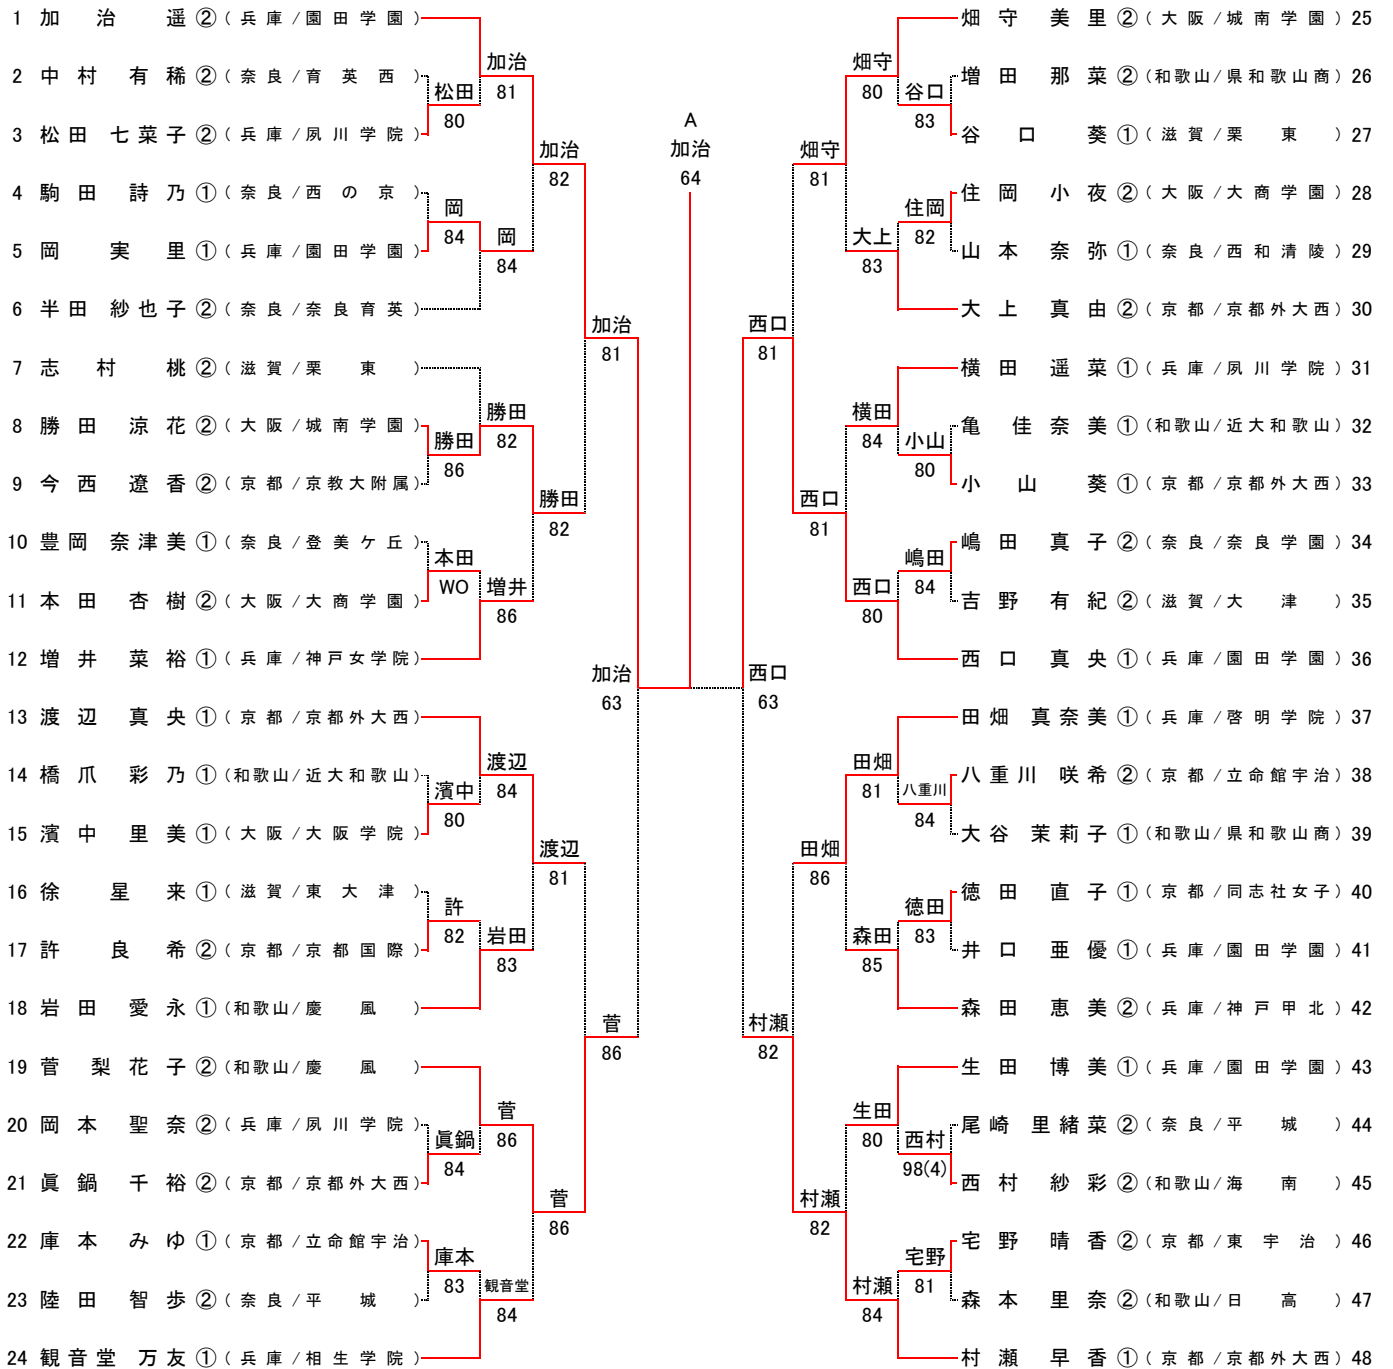 1 加治 遥 ② (兵庫/園田学園)
2 中村 有稀 ② (奈良/育英西)
3 松田 七菜子 ② (兵庫/夙川学院)
4 駒田 詩乃 ① (奈良/西の京)
5 岡 実里 ① (兵庫/園田学園)
6 半田 紗也子 ② (奈良/奈良育英)
7 志村 桃 ② (滋賀/栗東)
8 勝田 涼花 ② (大阪/城南学園)
9 今西 遼香 ② (京都/京教大附属)
10 豊岡 奈津美 ① (奈良/登美ケ丘)
11 本田 杏樹 ② (大阪/大商学園)
12 増井 菜裕 ① (兵庫/神戸女学院)
13 渡辺 真央 ① (京都/京都外大西)
14 橋爪 彩乃 ① (和歌山/近大和歌山)
15 濱中 里美 ① (大阪/大阪学院)
16 徐 星来 ① (滋賀/東大津)
17 許 良希 ② (京都/京都国際)
18 岩田 愛永 ① (和歌山/慶風)
19 菅 梨花子 ② (和歌山/慶風)
20 岡本 聖奈 ② (兵庫/夙川学院)
21 眞鍋 千裕 ② (京都/京都外大西)
22 庫本 みゆ ① (京都/立命館宇治)
23 陸田 智歩 ② (奈良/平城)
24 観音堂 万友 ① (兵庫/相生学院)
松田
80
岡
84
勝田
86
本田
WO
濱中
80
許
82
眞鍋
84
庫本
83
加治
81
岡
84
勝田
82
増井
86
渡辺
84
岩田
83
菅
86
観音堂
84
加治
82
勝田
82
渡辺
81
菅
86
加治
81
菅
86
加治
63
A
加治
64
西口
63
西口
81
村瀬
82
畑守
81
西口
81
田畑
86
村瀬
82
畑守
80
大上
83
横田
84
西口
80
田畑
81
森田
85
生田
80
村瀬
84
谷口
83
住岡
82
小山
80
嶋田
84
八重川
84
徳田
83
西村
98(4)
宅野
81
畑守 美里 ② (大阪/城南学園) 25
増田 那菜 ② (和歌山/県和歌山商) 26
谷口 葵 ① (滋賀/栗東) 27
住岡 小夜 ② (大阪/大商学園) 28
山本 奈弥 ① (奈良/西和清陵) 29
大上 真由 ② (京都/京都外大西) 30
横田 遥菜 ① (兵庫/夙川学院) 31
亀 佳奈美 ① (和歌山/近大和歌山) 32
小山 葵 ① (京都/京都外大西) 33
嶋田 真子 ② (奈良/奈良学園) 34
吉野 有紀 ② (滋賀/大津) 35
西口 真央 ① (兵庫/園田学園) 36
田畑 真奈美 ① (兵庫/啓明学院) 37
八重川 咲希 ② (京都/立命館宇治) 38
大谷 茉莉子 ① (和歌山/県和歌山商) 39
徳田 直子 ① (京都/同志社女子) 40
井口 亜優 ① (兵庫/園田学園) 41
森田 恵美 ② (兵庫/神戸甲北) 42
生田 博美 ① (兵庫/園田学園) 43
尾崎 里緒菜 ② (奈良/平城) 44
西村 紗彩 ② (和歌山/海南) 45
宅野 晴香 ② (京都/東宇治) 46
森本 里奈 ② (和歌山/日高) 47
村瀬 早香 ① (京都/京都外大西) 48